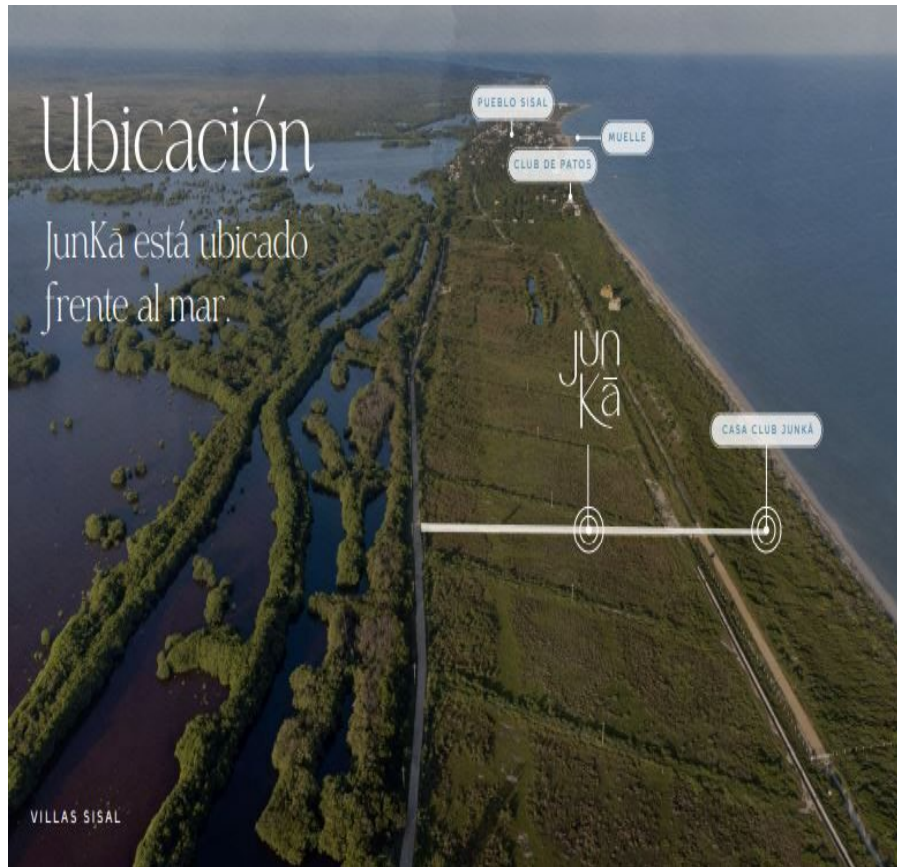 Ubicación
JunKā está ubicado
frente al mar.
PUEBLO SISAL
MUELLE
CLUB DE PATOS
jun
Kā
CASA CLUB JUNKĀ
VILLAS SISAL